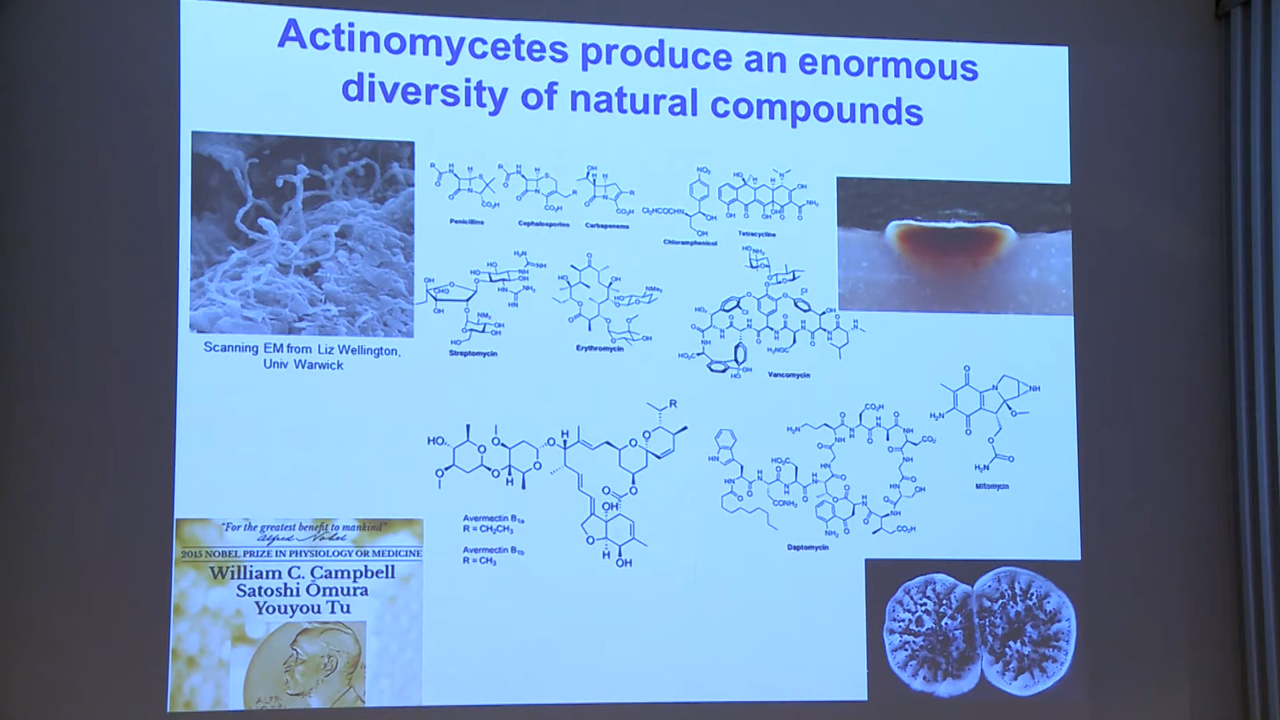 Actinomycetes produce an enormous
diversity of natural compounds
Penicillins
Cephalosporins
Carbapenems
Chloramphenicol
Tetracycline
Scanning EM from Liz Wellington,
Univ Warwick
Streptomycin
Erythromycin
Vancomycin
Avermectin B1a
R = CH2CH3
Avermectin B1b
R = CH3
Daptomycin
Mitomycin
"For the greatest benefit to mankind"
Alfred Nobel
2015 NOBEL PRIZE IN PHYSIOLOGY OR MEDICINE
William C. Campbell
Satoshi Ōmura
Youyou Tu